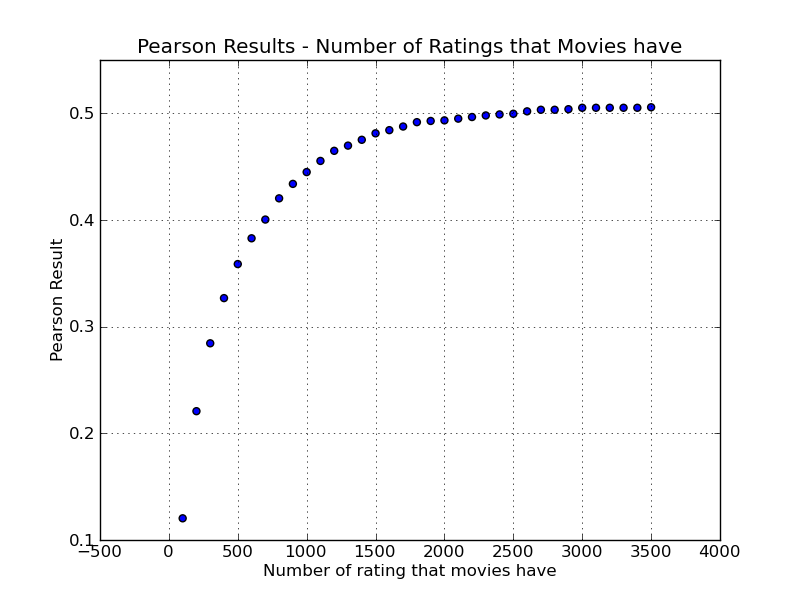 Pearson Results - Number of Ratings that Movies have
0.5
0.4
0.3
0.2
0.1
Pearson Result
−500 0 500 1000 1500 2000 2500 3000 3500 4000
Number of rating that movies have